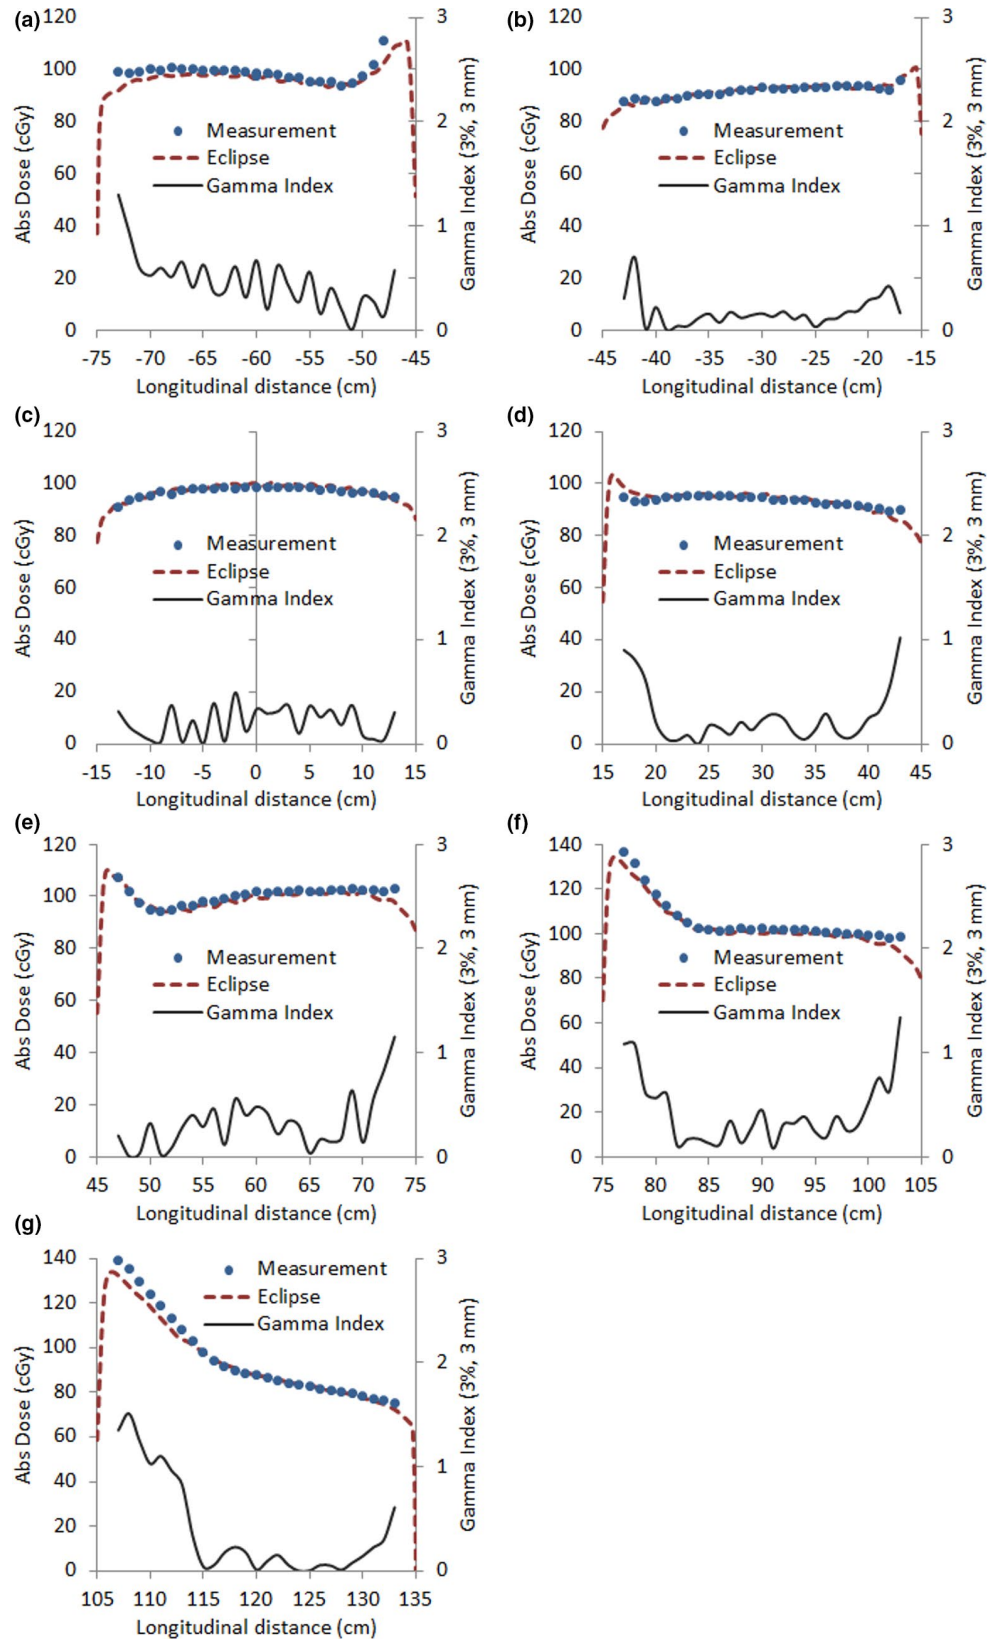 (a)
120
100
80
60
40
20
0
Abs Dose (cGy)
3
2
1
0
Gamma Index (3%, 3 mm)
Measurement
Eclipse
Gamma Index
-75 -70 -65 -60 -55 -50 -45
Longitudinal distance (cm)
(b)
120
100
80
60
40
20
0
Abs Dose (cGy)
3
2
1
0
Gamma Index (3%, 3 mm)
Measurement
Eclipse
Gamma Index
-45 -40 -35 -30 -25 -20 -15
Longitudinal distance (cm)
(c)
120
100
80
60
40
20
0
Abs Dose (cGy)
3
2
1
0
Gamma Index (3%, 3 mm)
Measurement
Eclipse
Gamma Index
-15 -10 -5 0 5 10 15
Longitudinal distance (cm)
(d)
120
100
80
60
40
20
0
Abs Dose (cGy)
3
2
1
0
Gamma Index (3%, 3 mm)
Measurement
Eclipse
Gamma Index
15 20 25 30 35 40 45
Longitudinal distance (cm)
(e)
120
100
80
60
40
20
0
Abs Dose (cGy)
3
2
1
0
Gamma Index (3%, 3 mm)
Measurement
Eclipse
Gamma Index
45 50 55 60 65 70 75
Longitudinal distance (cm)
(f)
140
120
100
80
60
40
20
0
Abs Dose (cGy)
3
2
1
0
Gamma Index (3%, 3 mm)
Measurement
Eclipse
Gamma Index
75 80 85 90 95 100 105
Longitudinal distance (cm)
(g)
140
120
100
80
60
40
20
0
Abs Dose (cGy)
3
2
1
0
Gamma Index (3%, 3 mm)
Measurement
Eclipse
Gamma Index
105 110 115 120 125 130 135
Longitudinal distance (cm)